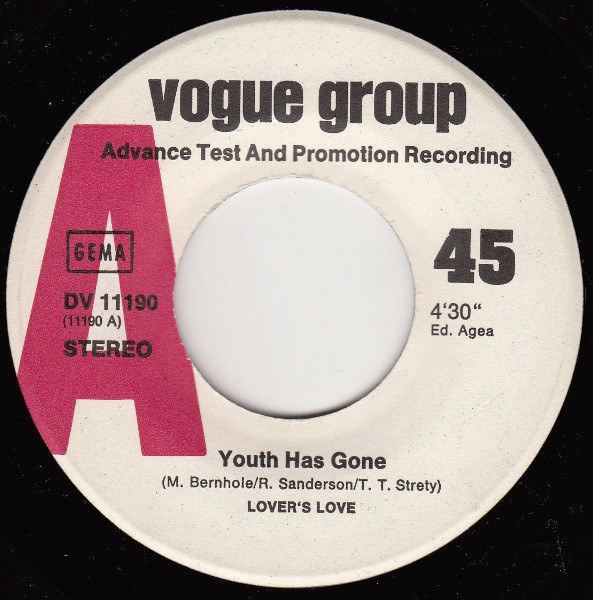 vogue group
Advance Test And Promotion Recording
A
GEMA
45
DV 11190
(11190 A)
STEREO
4'30"
Ed. Agea
Youth Has Gone
(M. Bernhole/R. Sanderson/T. T. Strety)
LOVER'S LOVE